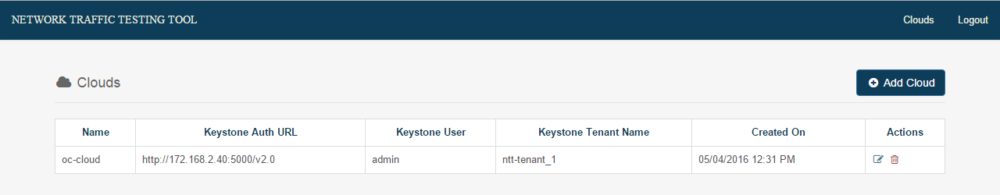 NETWORK TRAFFIC TESTING TOOL Clouds Logout
Clouds Add Cloud
Name Keystone Auth URL Keystone User Keystone Tenant Name Created On Actions
oc-cloud http://172.168.2.40:5000/v2.0 admin ntt-tenant_1 05/04/2016 12:31 PM